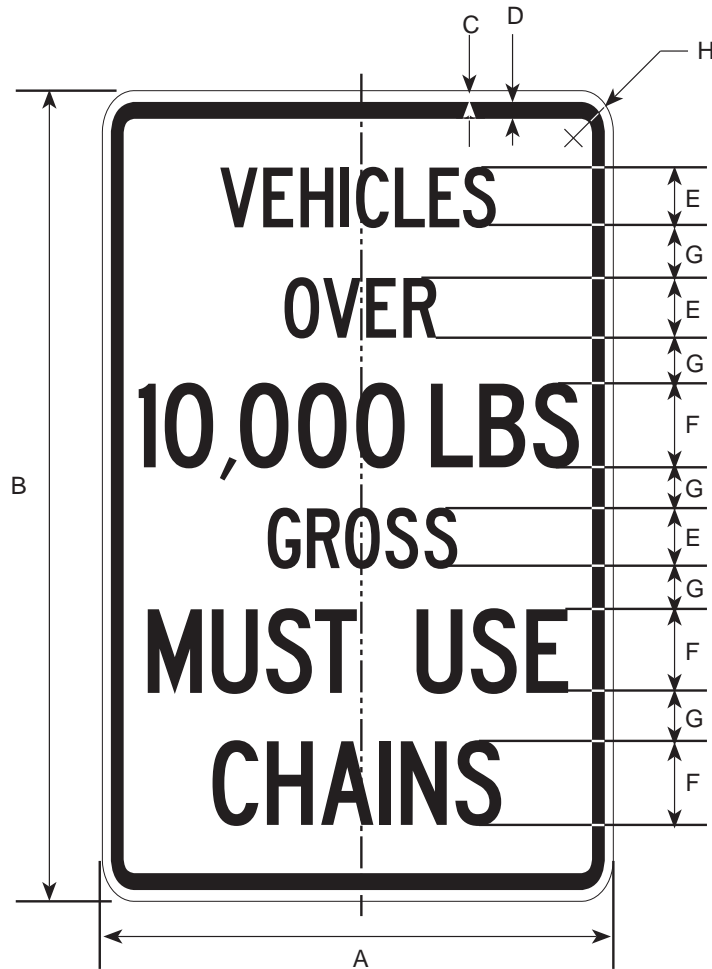 C
D
H
VEHICLES
E
G
OVER
E
G
10,000 LBS
F
B
G
GROSS
E
G
MUST USE
F
G
CHAINS
F
A